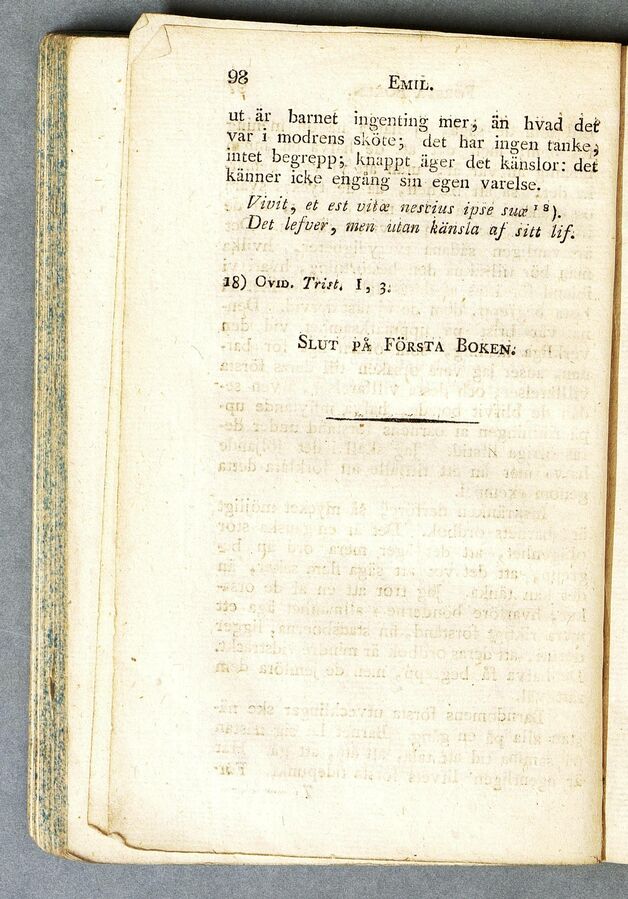 98 EMIL.
ut är barnet ingenting mer, än hvad det
var i modrens sköte; det har ingen tanke,
intet begrepp; knappt äger det känslor: det
känner icke engång sin egen varelse.
Vivit, et est vitæ nescius ipse suæ 18).
Det lefver, men utan känsla af sitt lif.
18) OVID. Trist. I, 3.
SLUT PÅ FÖRSTA BOKEN.